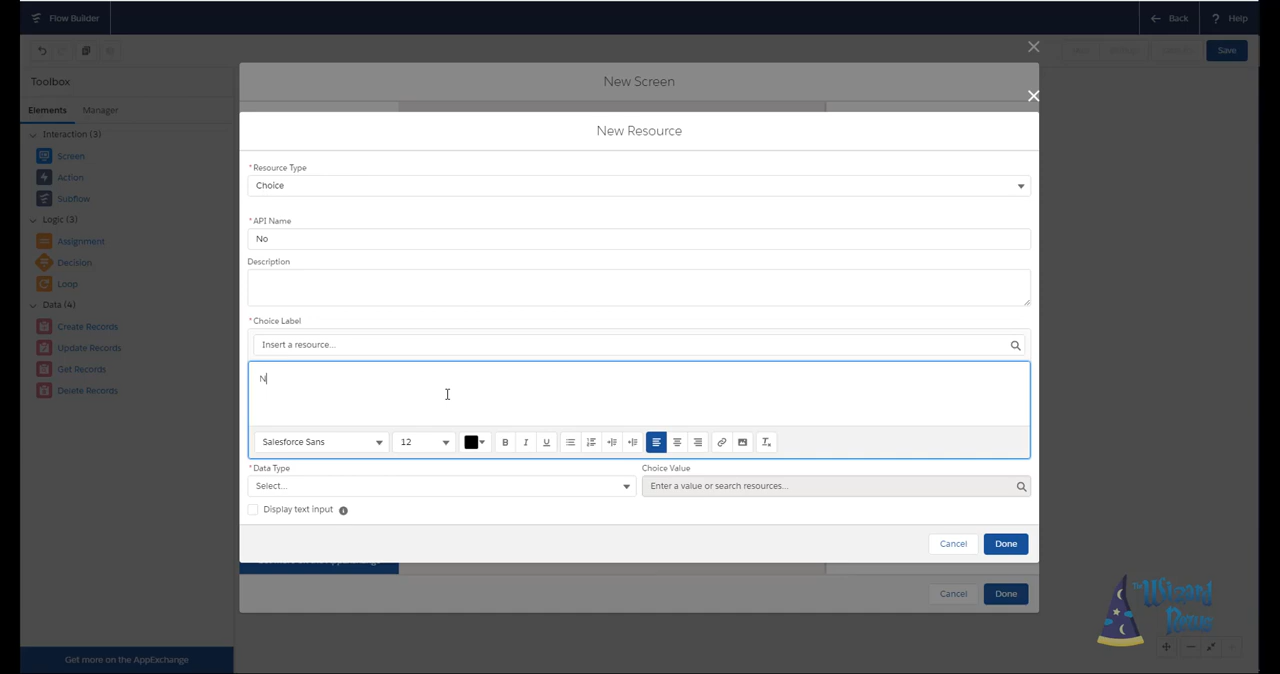 Flow Builder
Back
? Help
Save
Toolbox
Elements
Manager
Interaction (3)
Screen
Action
Subflow
Logic (3)
Assignment
Decision
Loop
Data (4)
Create Records
Update Records
Get Records
Delete Records
Get more on the AppExchange
New Screen
New Resource
* Resource Type
Choice
* API Name
No
Description
* Choice Label
Insert a resource...
N
Salesforce Sans
12
B I U
* Data Type
Select...
Choice Value
Enter a value or search resources...
Display text input
Cancel
Done
Cancel
Done
The Wizard
News